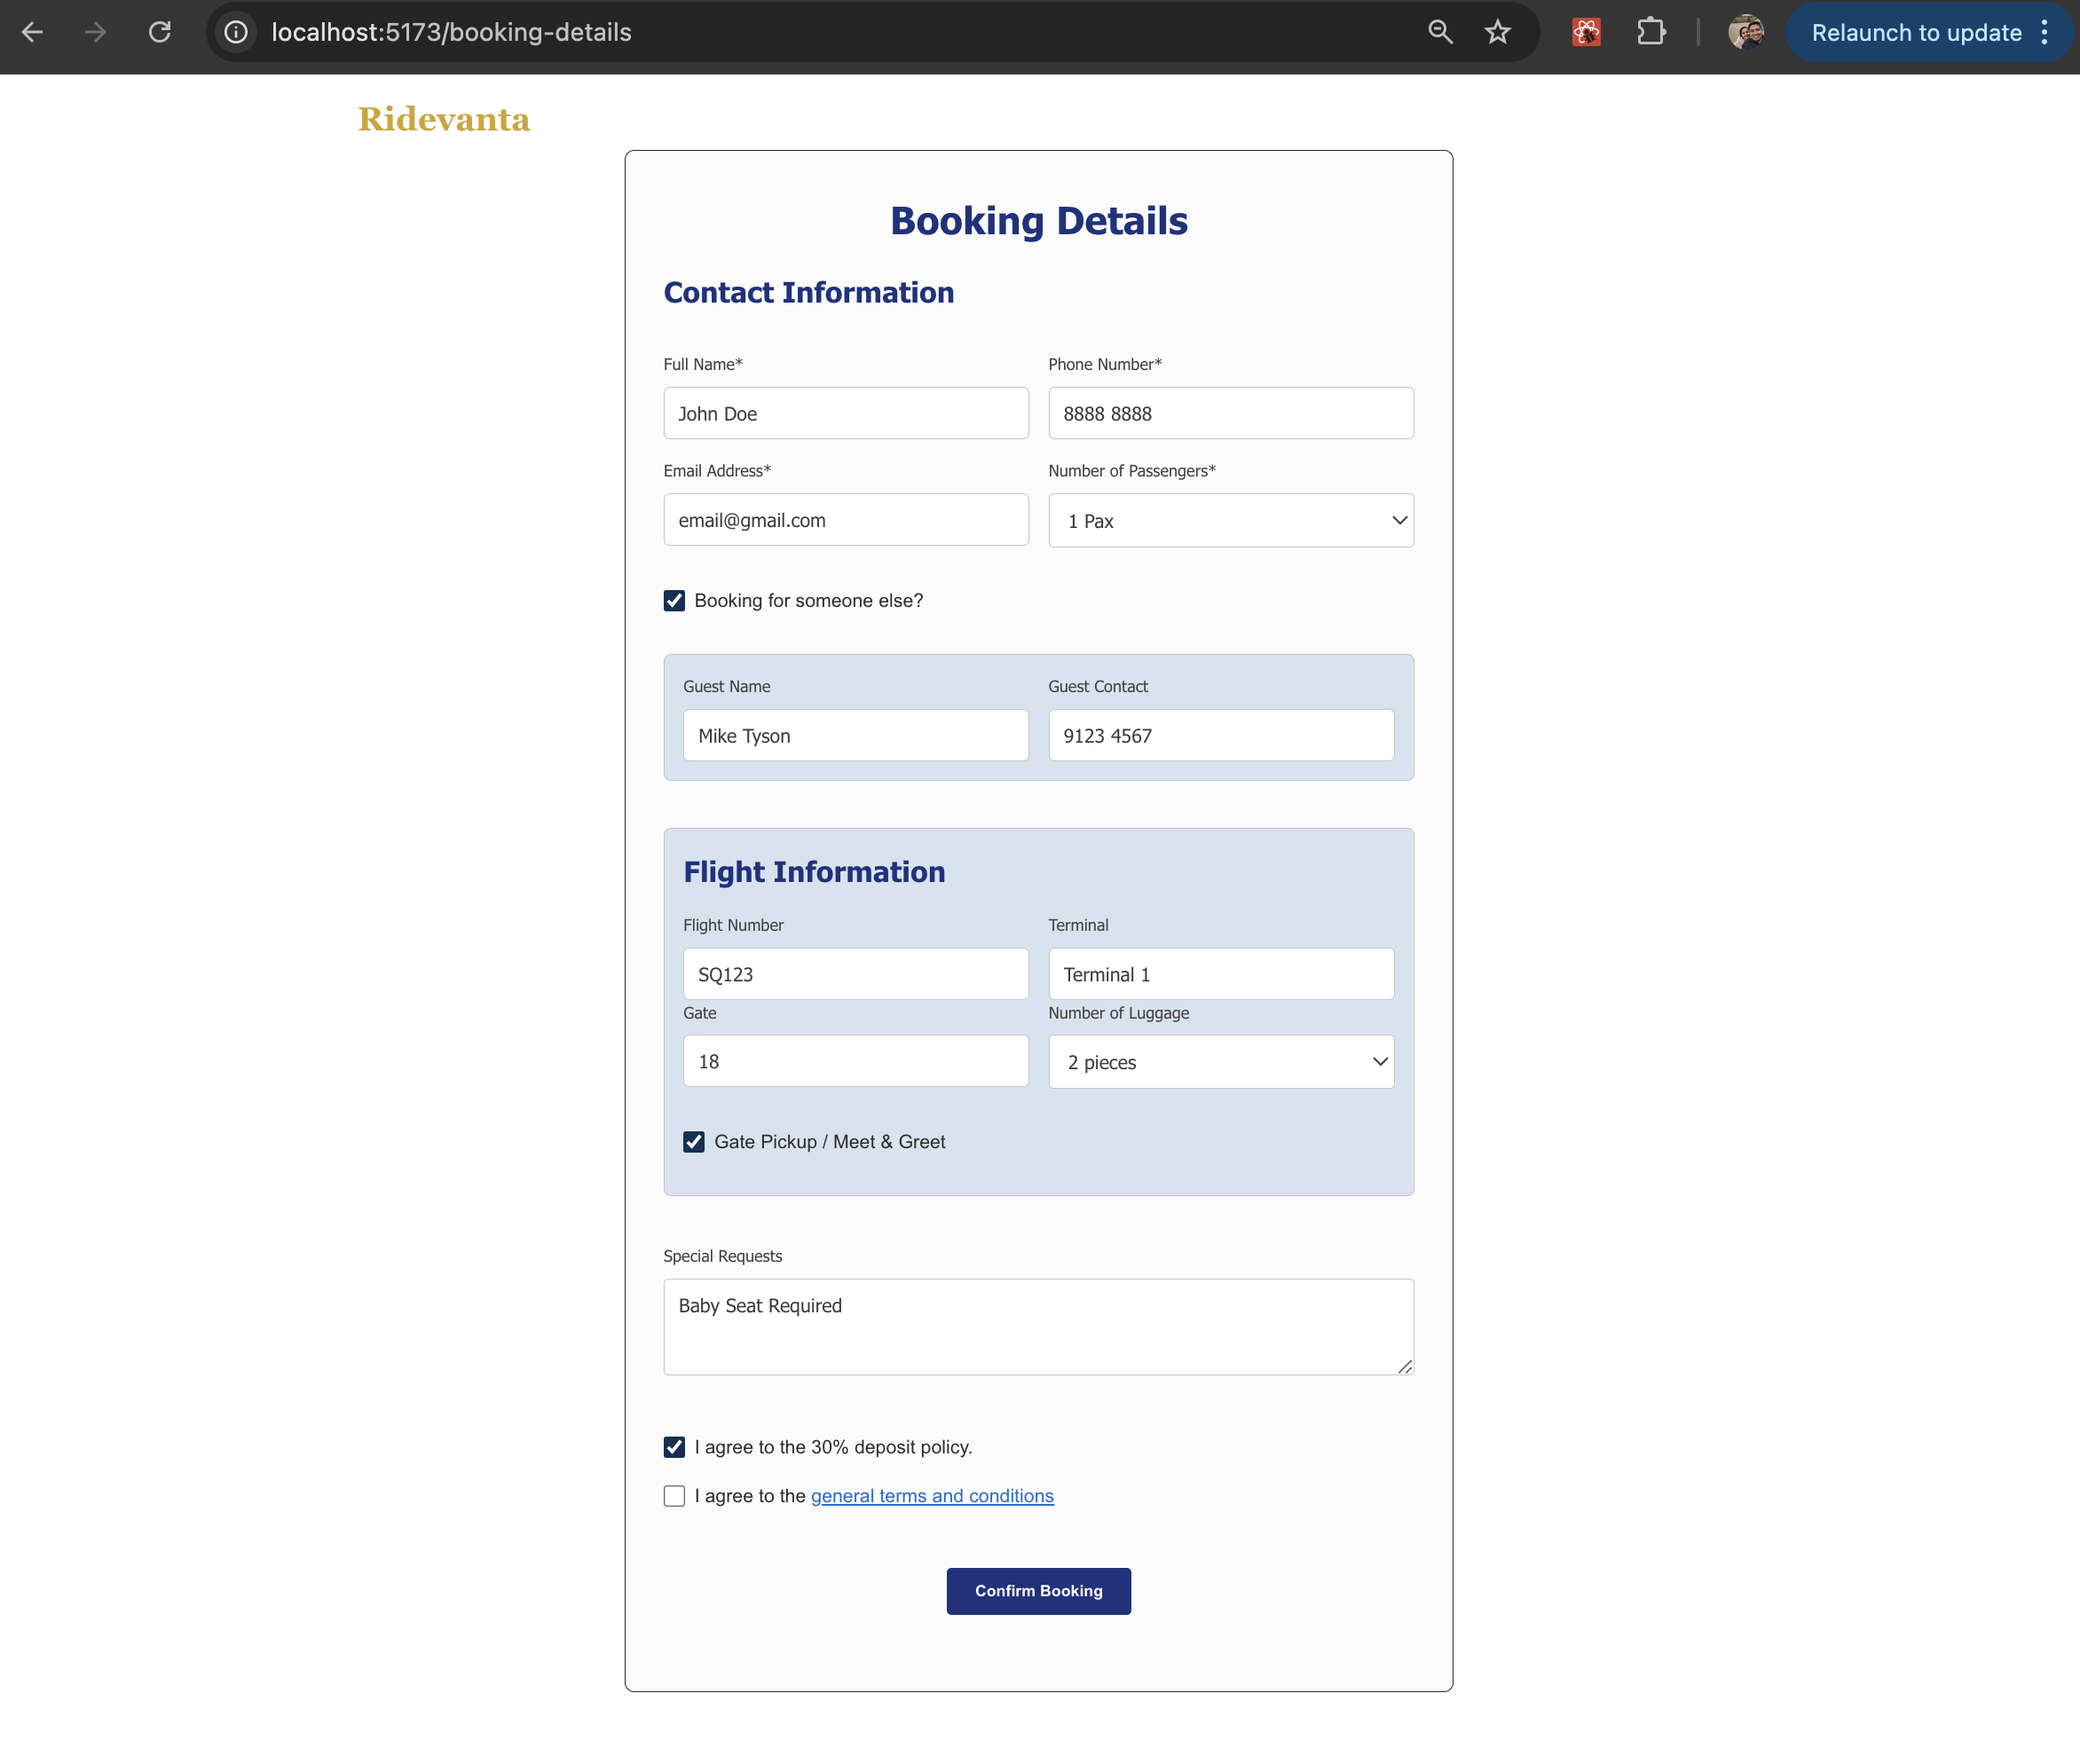 localhost:5173/booking-details
Relaunch to update
Ridevanta
Booking Details
Contact Information
Full Name* Phone Number*
John Doe 8888 8888
Email Address* Number of Passengers*
email@gmail.com 1 Pax
Booking for someone else?
Guest Name Guest Contact
Mike Tyson 9123 4567
Flight Information
Flight Number Terminal
SQ123 Terminal 1
Gate Number of Luggage
18 2 pieces
Gate Pickup / Meet & Greet
Special Requests
Baby Seat Required
I agree to the 30% deposit policy.
I agree to the general terms and conditions
Confirm Booking